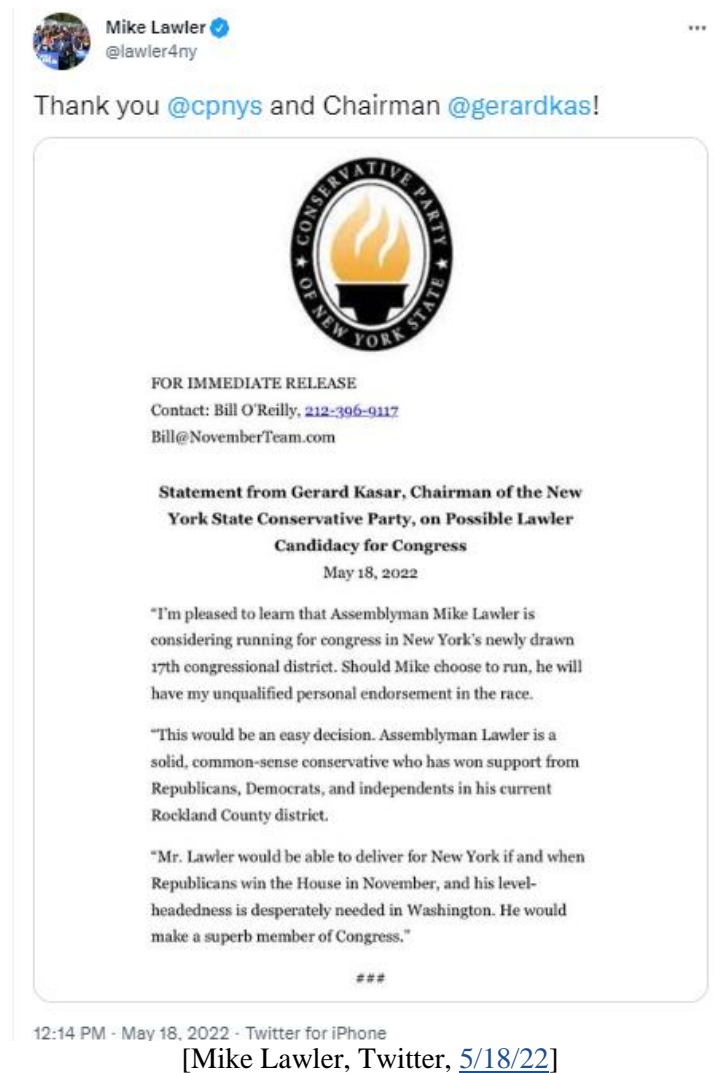 Mike Lawler
@lawler4ny
Thank you @cpnys and Chairman @gerardkas!
CONSERVATIVE PARTY
OF NEW YORK STATE
FOR IMMEDIATE RELEASE
Contact: Bill O'Reilly, 212-396-9117
Bill@NovemberTeam.com
Statement from Gerard Kasar, Chairman of the New
York State Conservative Party, on Possible Lawler
Candidacy for Congress
May 18, 2022
"I'm pleased to learn that Assemblyman Mike Lawler is
considering running for congress in New York's newly drawn
17th congressional district. Should Mike choose to run, he will
have my unqualified personal endorsement in the race.
"This would be an easy decision. Assemblyman Lawler is a
solid, common-sense conservative who has won support from
Republicans, Democrats, and independents in his current
Rockland County district.
"Mr. Lawler would be able to deliver for New York if and when
Republicans win the House in November, and his level-
headedness is desperately needed in Washington. He would
make a superb member of Congress."
###
12:14 PM · May 18, 2022 · Twitter for iPhone
[Mike Lawler, Twitter, 5/18/22]